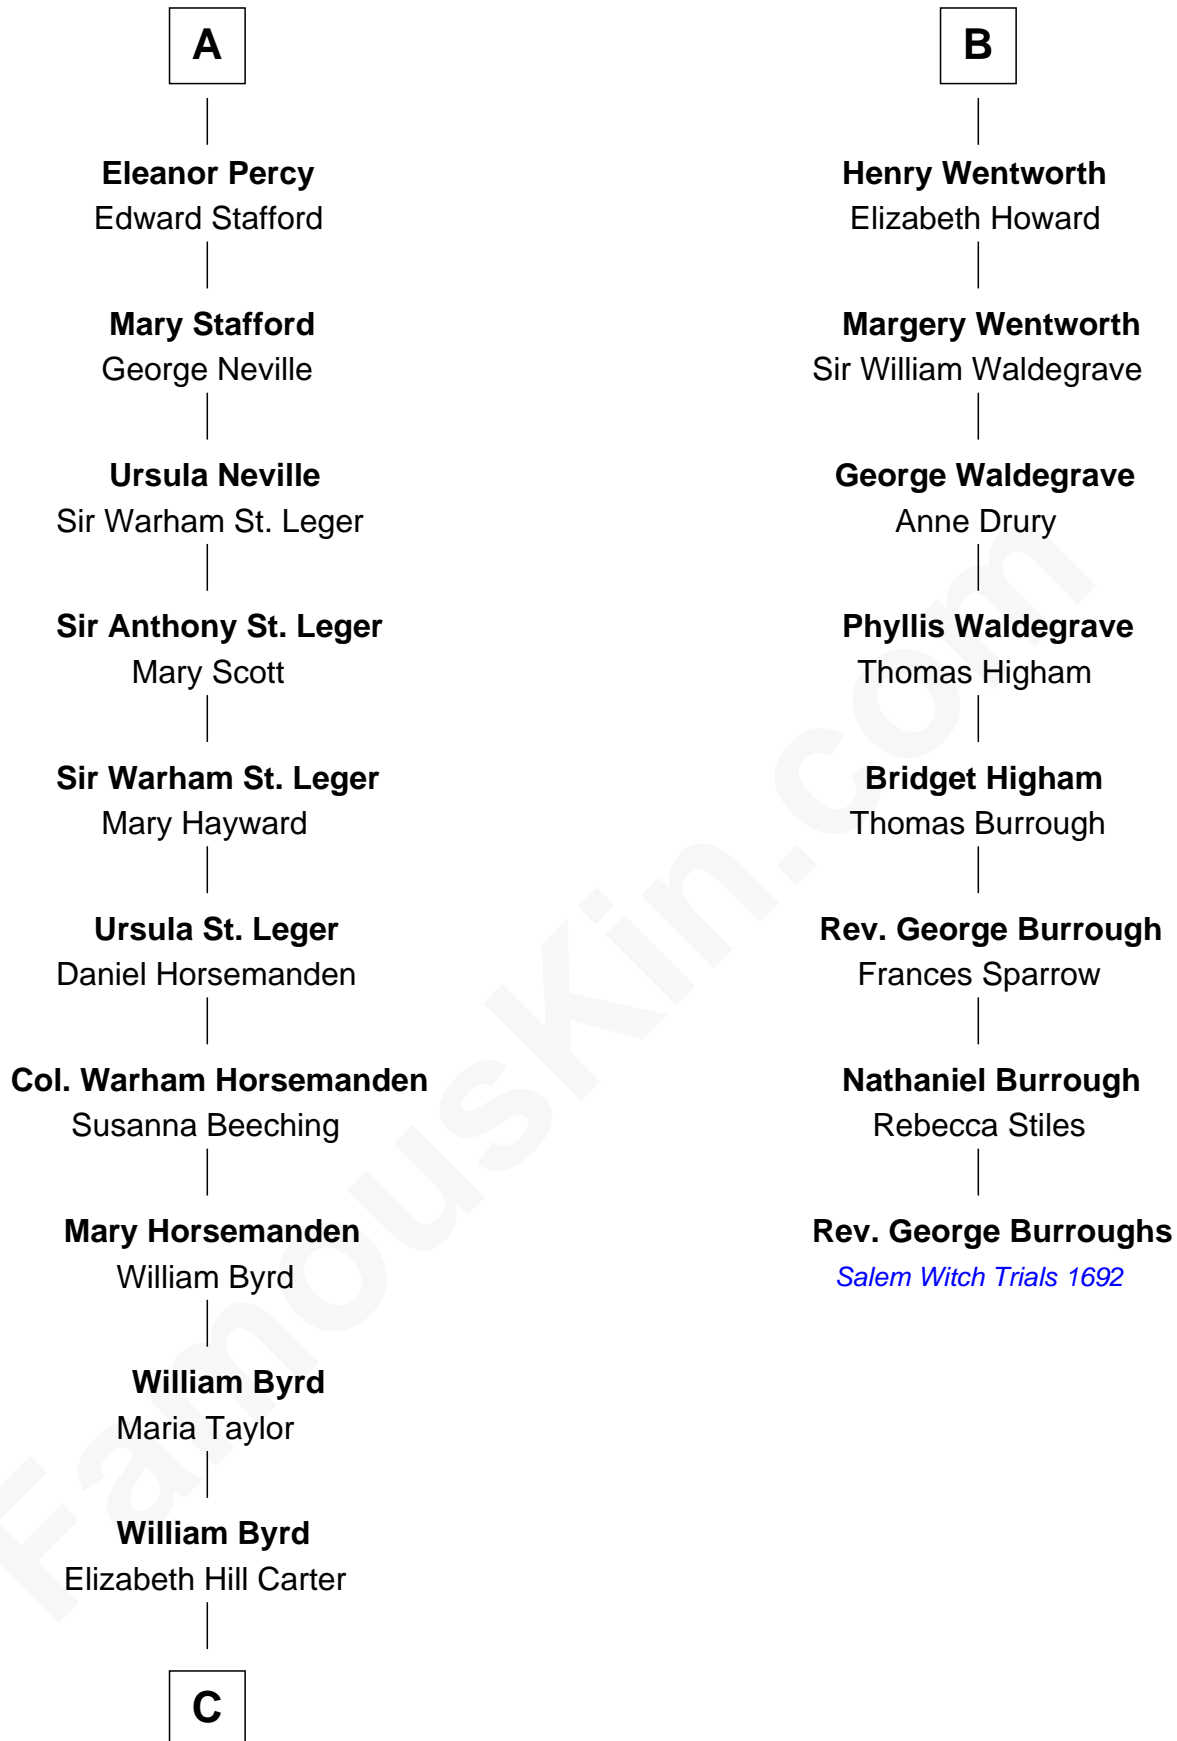 A
Eleanor Percy
Edward Stafford
Mary Stafford
George Neville
Ursula Neville
Sir Warham St. Leger
Sir Anthony St. Leger
Mary Scott
Sir Warham St. Leger
Mary Hayward
Ursula St. Leger
Daniel Horsemanden
Col. Warham Horsemanden
Susanna Beeching
Mary Horsemanden
William Byrd
William Byrd
Maria Taylor
William Byrd
Elizabeth Hill Carter
C
B
Henry Wentworth
Elizabeth Howard
Margery Wentworth
Sir William Waldegrave
George Waldegrave
Anne Drury
Phyllis Waldegrave
Thomas Higham
Bridget Higham
Thomas Burrough
Rev. George Burrough
Frances Sparrow
Nathaniel Burrough
Rebecca Stiles
Rev. George Burroughs
Salem Witch Trials 1692
FamousKin.com